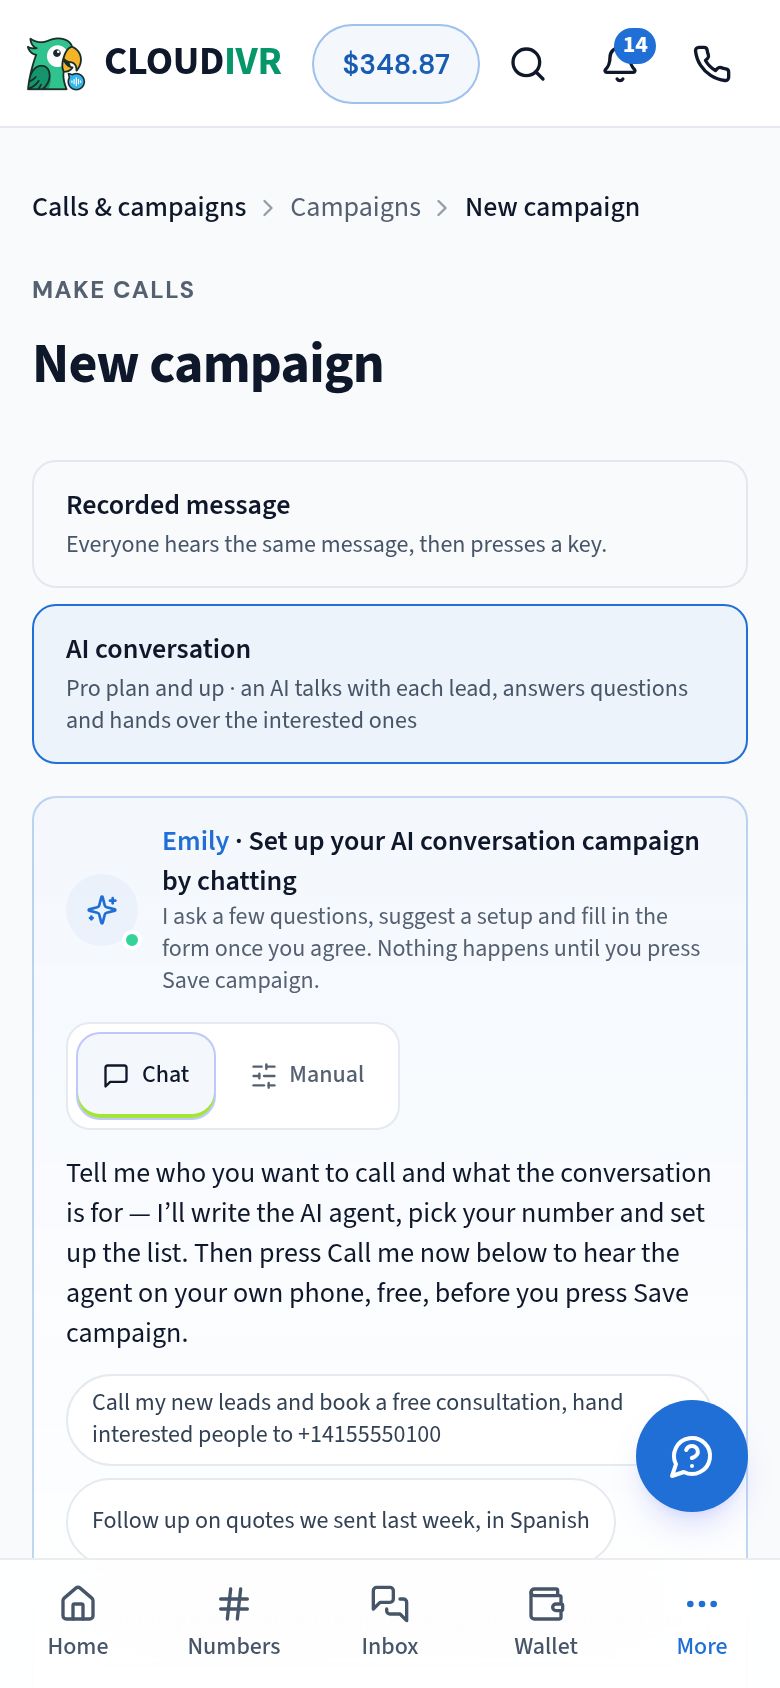 CLOUDIVR
$348.87
14
Calls & campaigns
Campaigns
New campaign
MAKE CALLS
New campaign
Recorded message
Everyone hears the same message, then presses a key.
AI conversation
Pro plan and up · an AI talks with each lead, answers questions
and hands over the interested ones
Emily · Set up your AI conversation campaign
by chatting
I ask a few questions, suggest a setup and fill in the
form once you agree. Nothing happens until you press
Save campaign.
Chat
Manual
Tell me who you want to call and what the conversation
is for — I’ll write the AI agent, pick your number and set
up the list. Then press Call me now below to hear the
agent on your own phone, free, before you press Save
campaign.
Call my new leads and book a free consultation, hand
interested people to +14155550100
Follow up on quotes we sent last week, in Spanish
Home
Numbers
Inbox
Wallet
More